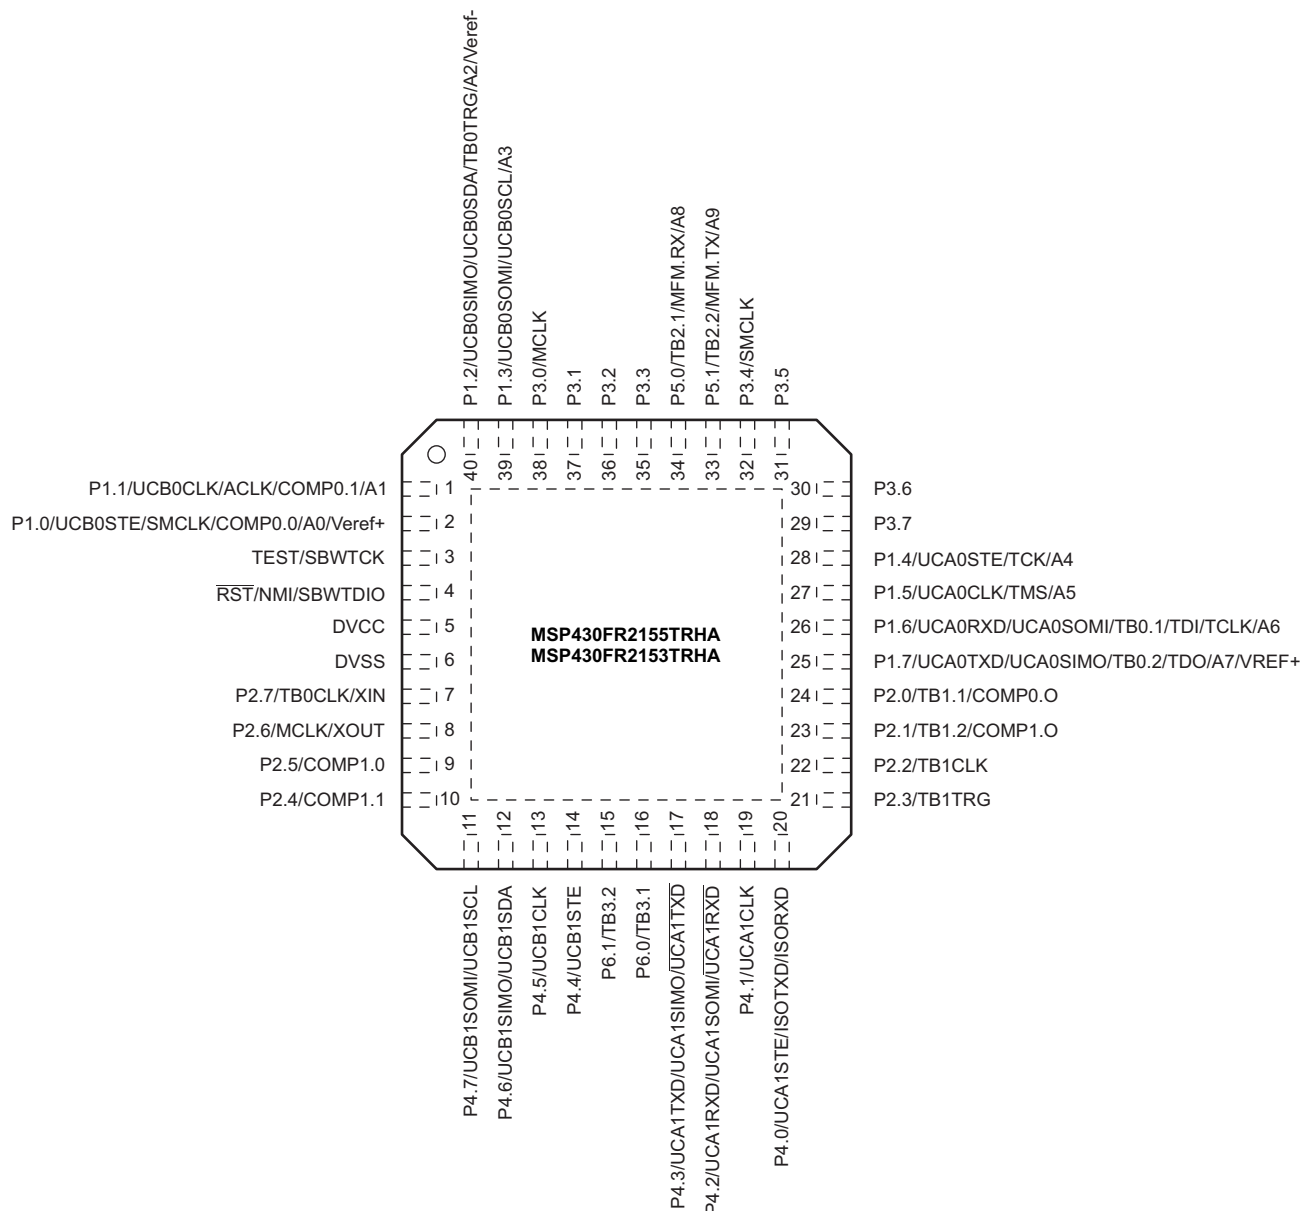 P1.2/UCB0SIMO/UCB0SDA/TB0TRG/A2/Veref-
P1.3/UCB0SOMI/UCB0SCL/A3
P3.0/MCLK
P3.1
P3.2
P3.3
P5.0/TB2.1/MFM.RX/A8
P5.1/TB2.2/MFM.TX/A9
P3.4/SMCLK
P3.5
40
39
38
37
36
35
34
33
32
31
P1.1/UCB0CLK/ACLK/COMP0.1/A1 1
P1.0/UCB0STE/SMCLK/COMP0.0/A0/Veref+ 2
TEST/SBWTCK 3
R̅S̅T̅/NMI/SBWTDIO 4
DVCC 5
DVSS 6
P2.7/TB0CLK/XIN 7
P2.6/MCLK/XOUT 8
P2.5/COMP1.0 9
P2.4/COMP1.1 10
MSP430FR2155TRHA
MSP430FR2153TRHA
30 P3.6
29 P3.7
28 P1.4/UCA0STE/TCK/A4
27 P1.5/UCA0CLK/TMS/A5
26 P1.6/UCA0RXD/UCA0SOMI/TB0.1/TDI/TCLK/A6
25 P1.7/UCA0TXD/UCA0SIMO/TB0.2/TDO/A7/VREF+
24 P2.0/TB1.1/COMP0.O
23 P2.1/TB1.2/COMP1.O
22 P2.2/TB1CLK
21 P2.3/TB1TRG
11
12
13
14
15
16
17
18
19
20
P4.7/UCB1SOMI/UCB1SCL
P4.6/UCB1SIMO/UCB1SDA
P4.5/UCB1CLK
P4.4/UCB1STE
P6.1/TB3.2
P6.0/TB3.1
P4.3/UCA1TXD/UCA1SIMO/U̅C̅A̅1̅T̅X̅D̅
P4.2/UCA1RXD/UCA1SOMI/U̅C̅A̅1̅R̅X̅D̅
P4.1/UCA1CLK
P4.0/UCA1STE/ISOTXD/ISORXD